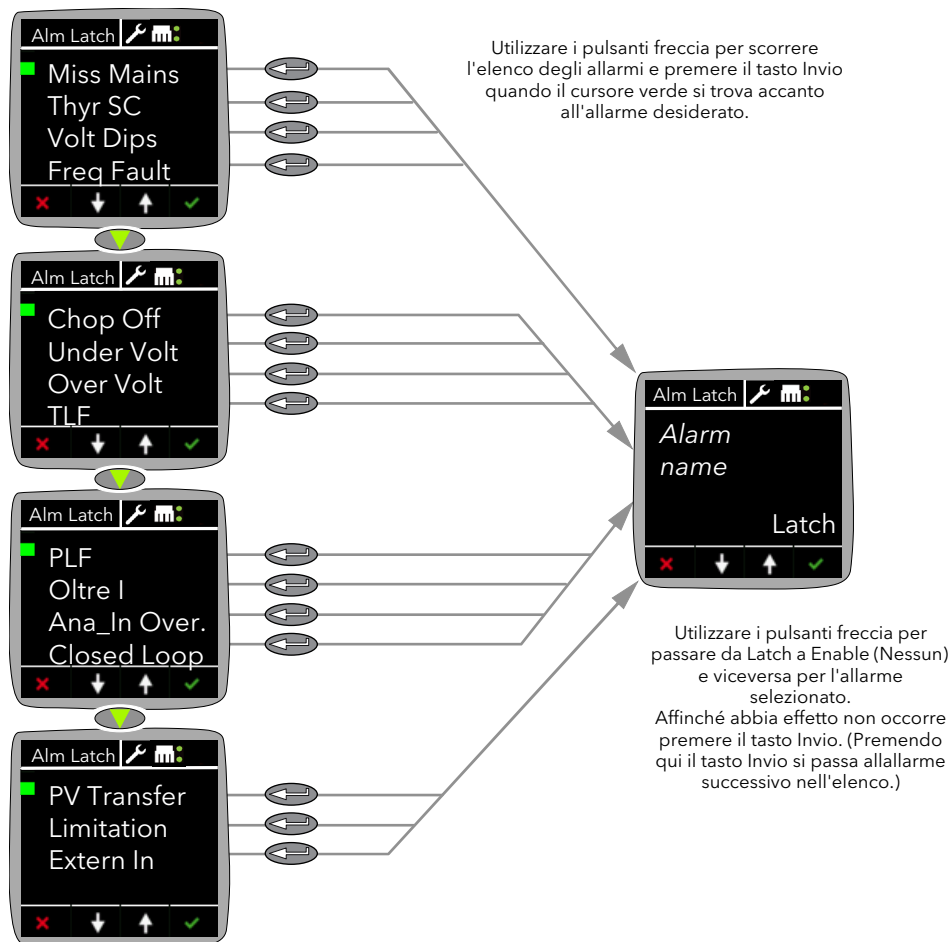 Alm Latch
Miss Mains
Thyr SC
Volt Dips
Freq Fault
Utilizzare i pulsanti freccia per scorrere
l'elenco degli allarmi e premere il tasto Invio
quando il cursore verde si trova accanto
all'allarme desiderato.
Alm Latch
Chop Off
Under Volt
Over Volt
TLF
Alm Latch
Alarm
name
Latch
Alm Latch
PLF
Oltre I
Ana_In Over.
Closed Loop
Utilizzare i pulsanti freccia per
passare da Latch a Enable (Nessun)
e viceversa per l'allarme
selezionato.
Affinché abbia effetto non occorre
premere il tasto Invio. (Premendo
qui il tasto Invio si passa allallarme
successivo nell'elenco.)
Alm Latch
PV Transfer
Limitation
Extern In